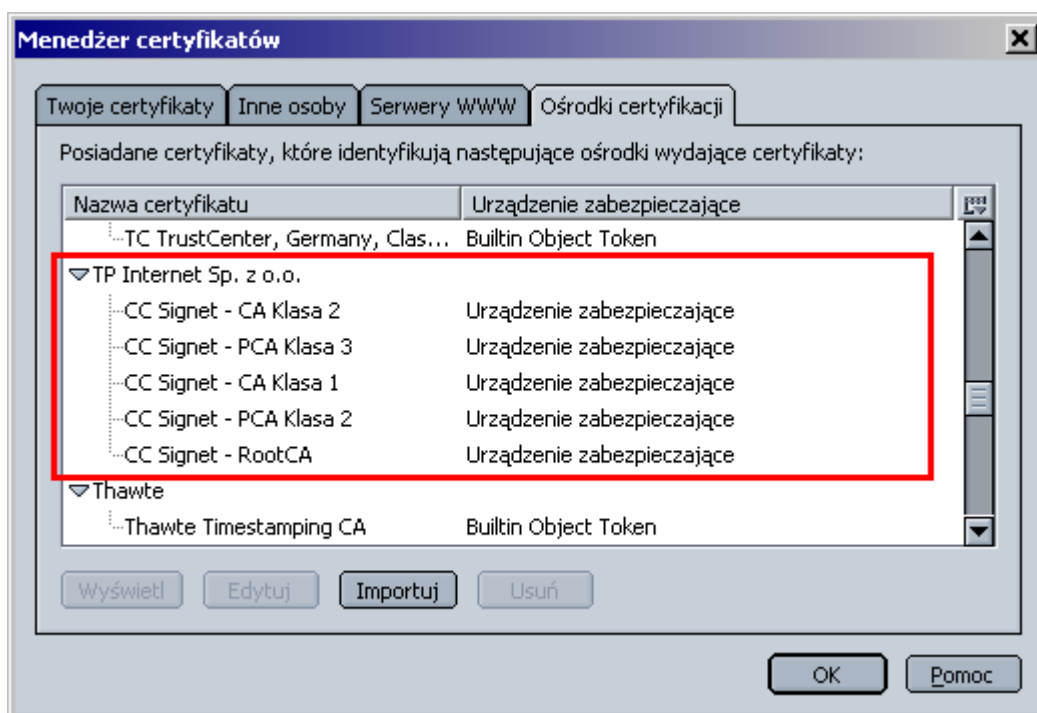 Menedżer certyfikatów
Twoje certyfikaty Inne osoby Serwery WWW Ośrodki certyfikacji
Posiadane certyfikaty, które identyfikują następujące ośrodki wydające certyfikaty:
Nazwa certyfikatu Urządzenie zabezpieczające
TC TrustCenter, Germany, Clas... Builtin Object Token
TP Internet Sp. z o.o.
CC Signet - CA Klasa 2 Urządzenie zabezpieczające
CC Signet - PCA Klasa 3 Urządzenie zabezpieczające
CC Signet - CA Klasa 1 Urządzenie zabezpieczające
CC Signet - PCA Klasa 2 Urządzenie zabezpieczające
CC Signet - RootCA Urządzenie zabezpieczające
Thawte
Thawte Timestamping CA Builtin Object Token
Wyświetl Edytuj Importuj Usuń
OK Pomoc